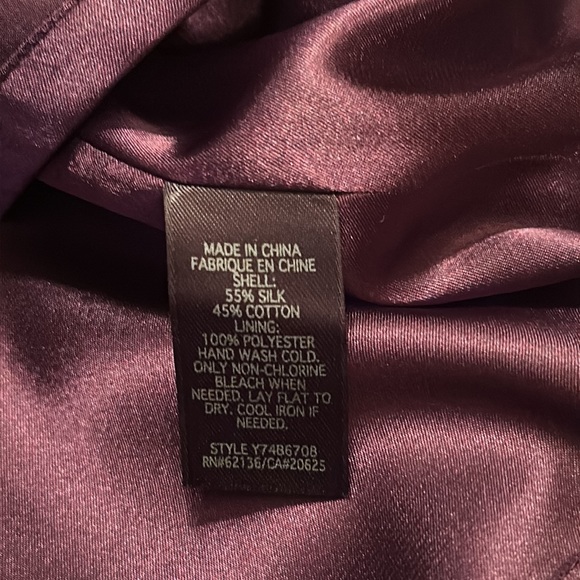 MADE IN CHINA
FABRIQUE EN CHINE
SHELL:
55% SILK
45% COTTON
LINING:
100% POLYESTER
HAND WASH COLD.
ONLY NON-CHLORINE
BLEACH WHEN
NEEDED. LAY FLAT TO
DRY. COOL IRON IF
NEEDED.
STYLE Y74B6708
RN#62136/CA#20625